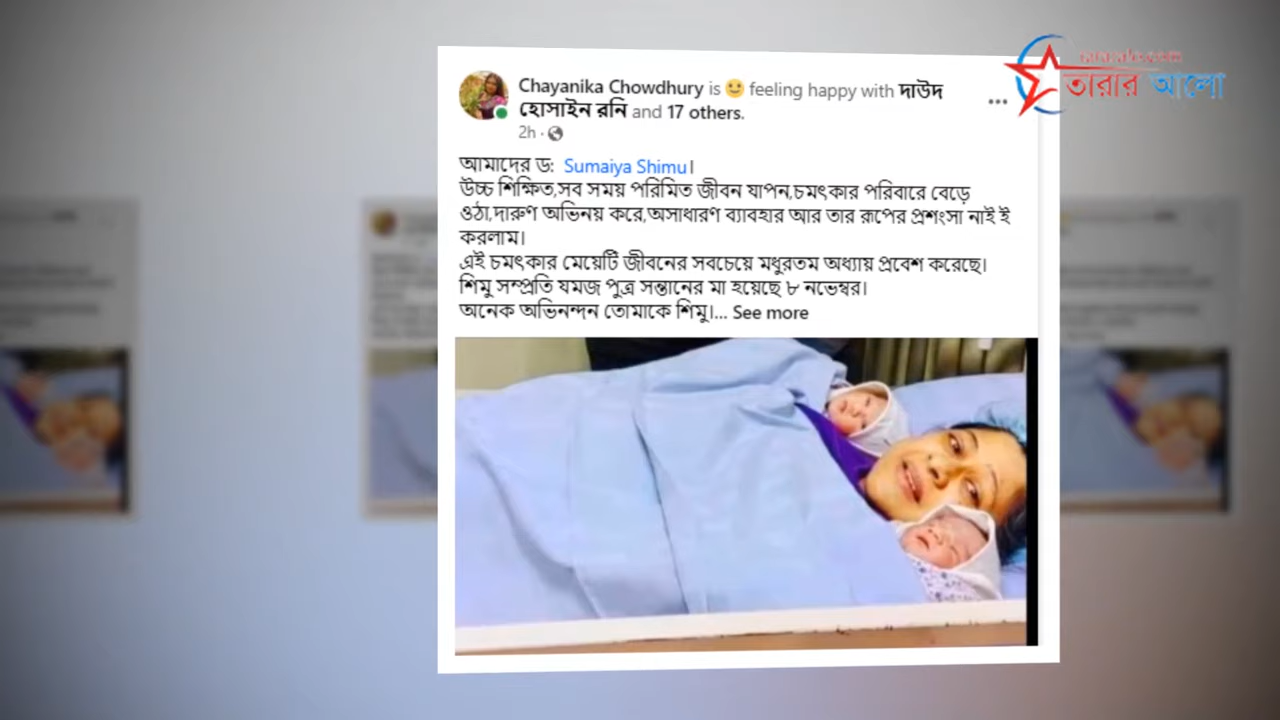 তারার আলো
Chayanika Chowdhury is feeling happy with দাউদ
হোসাইন রনি and 17 others.
2h
আমাদের ড: Sumaiya Shimu।
উচ্চ শিক্ষিত,সব সময় পরিমিত জীবন যাপন,চমৎকার পরিবারে বেড়ে
ওঠা,দারুণ অভিনয় করে,অসাধারণ ব্যাবহার আর তার রূপের প্রশংসা নাই ই
করলাম।
এই চমৎকার মেয়েটি জীবনের সবচেয়ে মধুরতম অধ্যায় প্রবেশ করেছে।
শিমু সম্প্রতি যমজ পুত্র সন্তানের মা হয়েছে ৮ নভেম্বর।
অনেক অভিনন্দন তোমাকে শিমু।... See more